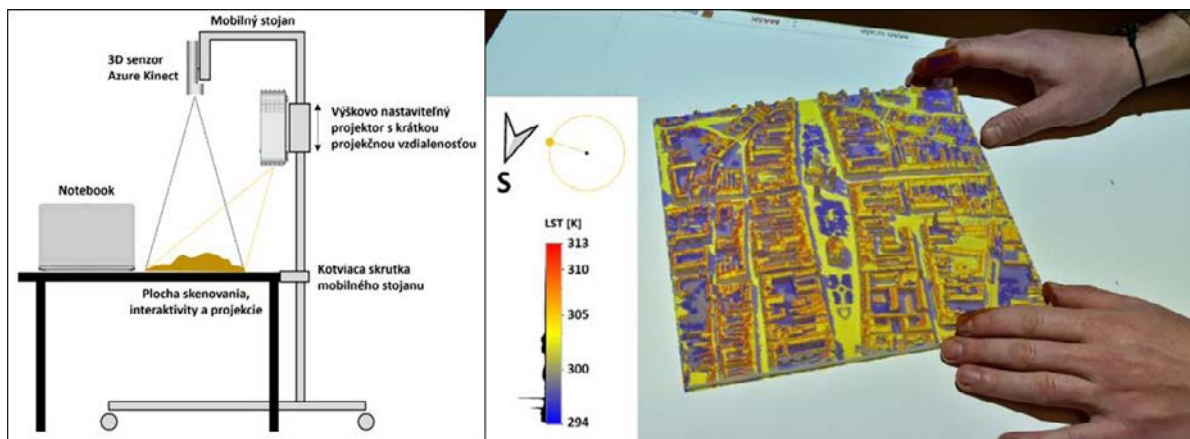 Mobilný stojan
3D senzor
Azure Kinect
Výškovo nastaviteľný
projektor s krátkou
projekčnou vzdialenosťou
Notebook
Kotviaca skrutka
mobilného stojanu
Plocha skenovania,
interaktivity a projekcie
S
LST [K]
313
310
305
300
294